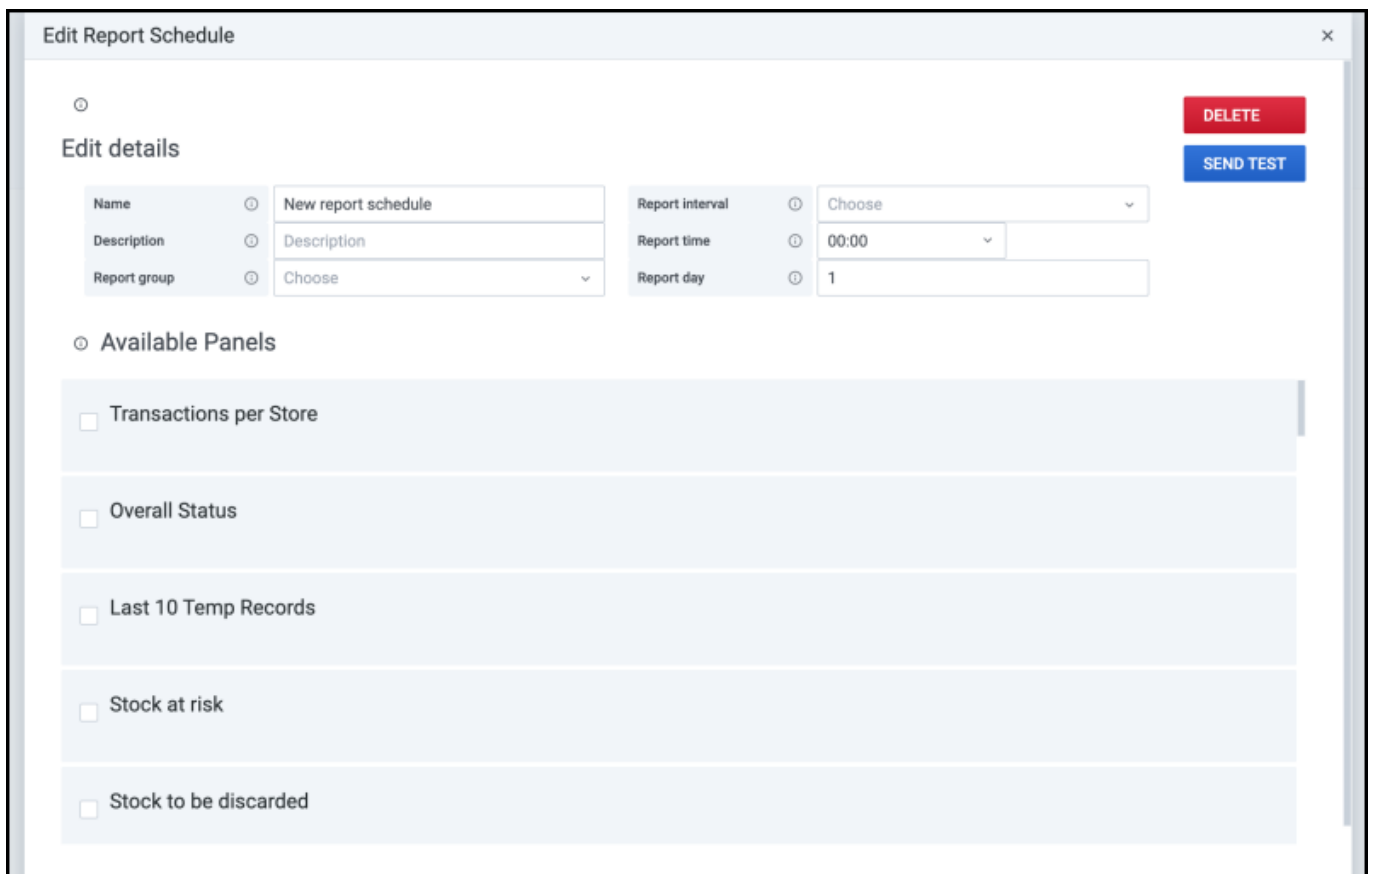 Edit Report Schedule
DELETE
Edit details
SEND TEST
Name
New report schedule
Report interval
Choose
Description
Description
Report time
00:00
Report group
Choose
Report day
1
Available Panels
Transactions per Store
Overall Status
Last 10 Temp Records
Stock at risk
Stock to be discarded